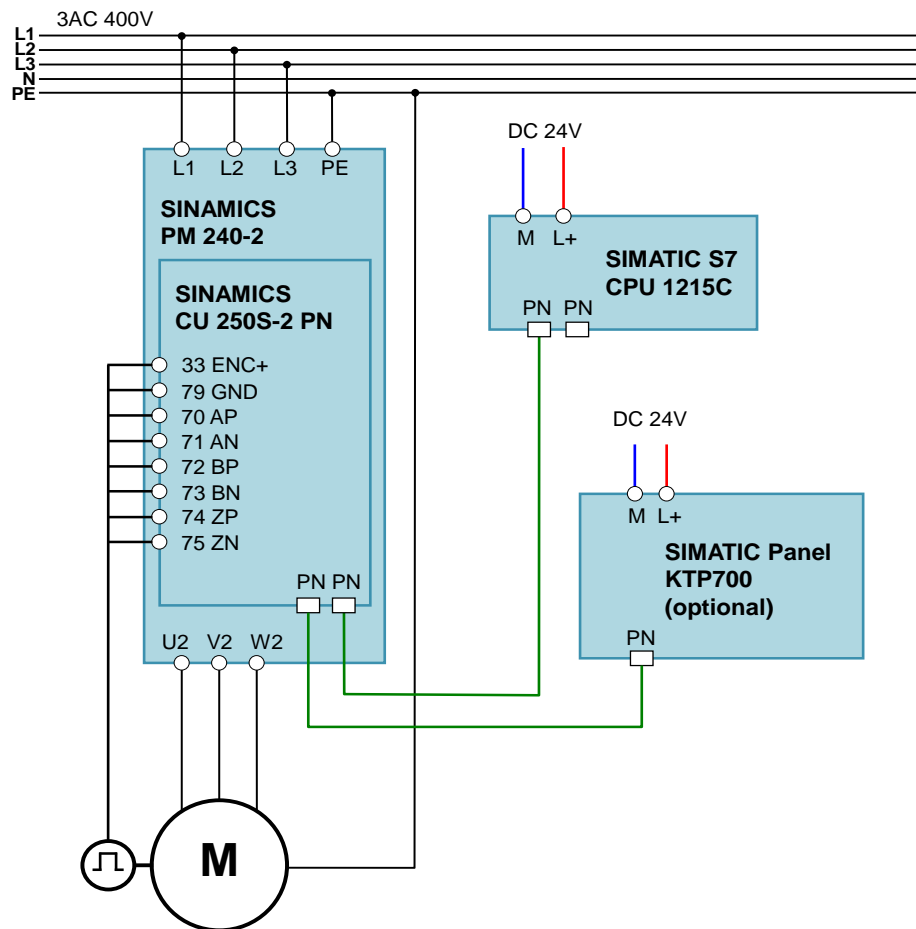 3AC 400V
L1
L2
L3
N
PE
L1 L2 L3 PE
SINAMICS
PM 240-2
SINAMICS
CU 250S-2 PN
33 ENC+
79 GND
70 AP
71 AN
72 BP
73 BN
74 ZP
75 ZN
PN PN
U2 V2 W2
M
DC 24V
M L+
SIMATIC S7
CPU 1215C
PN PN
DC 24V
M L+
SIMATIC Panel
KTP700
(optional)
PN